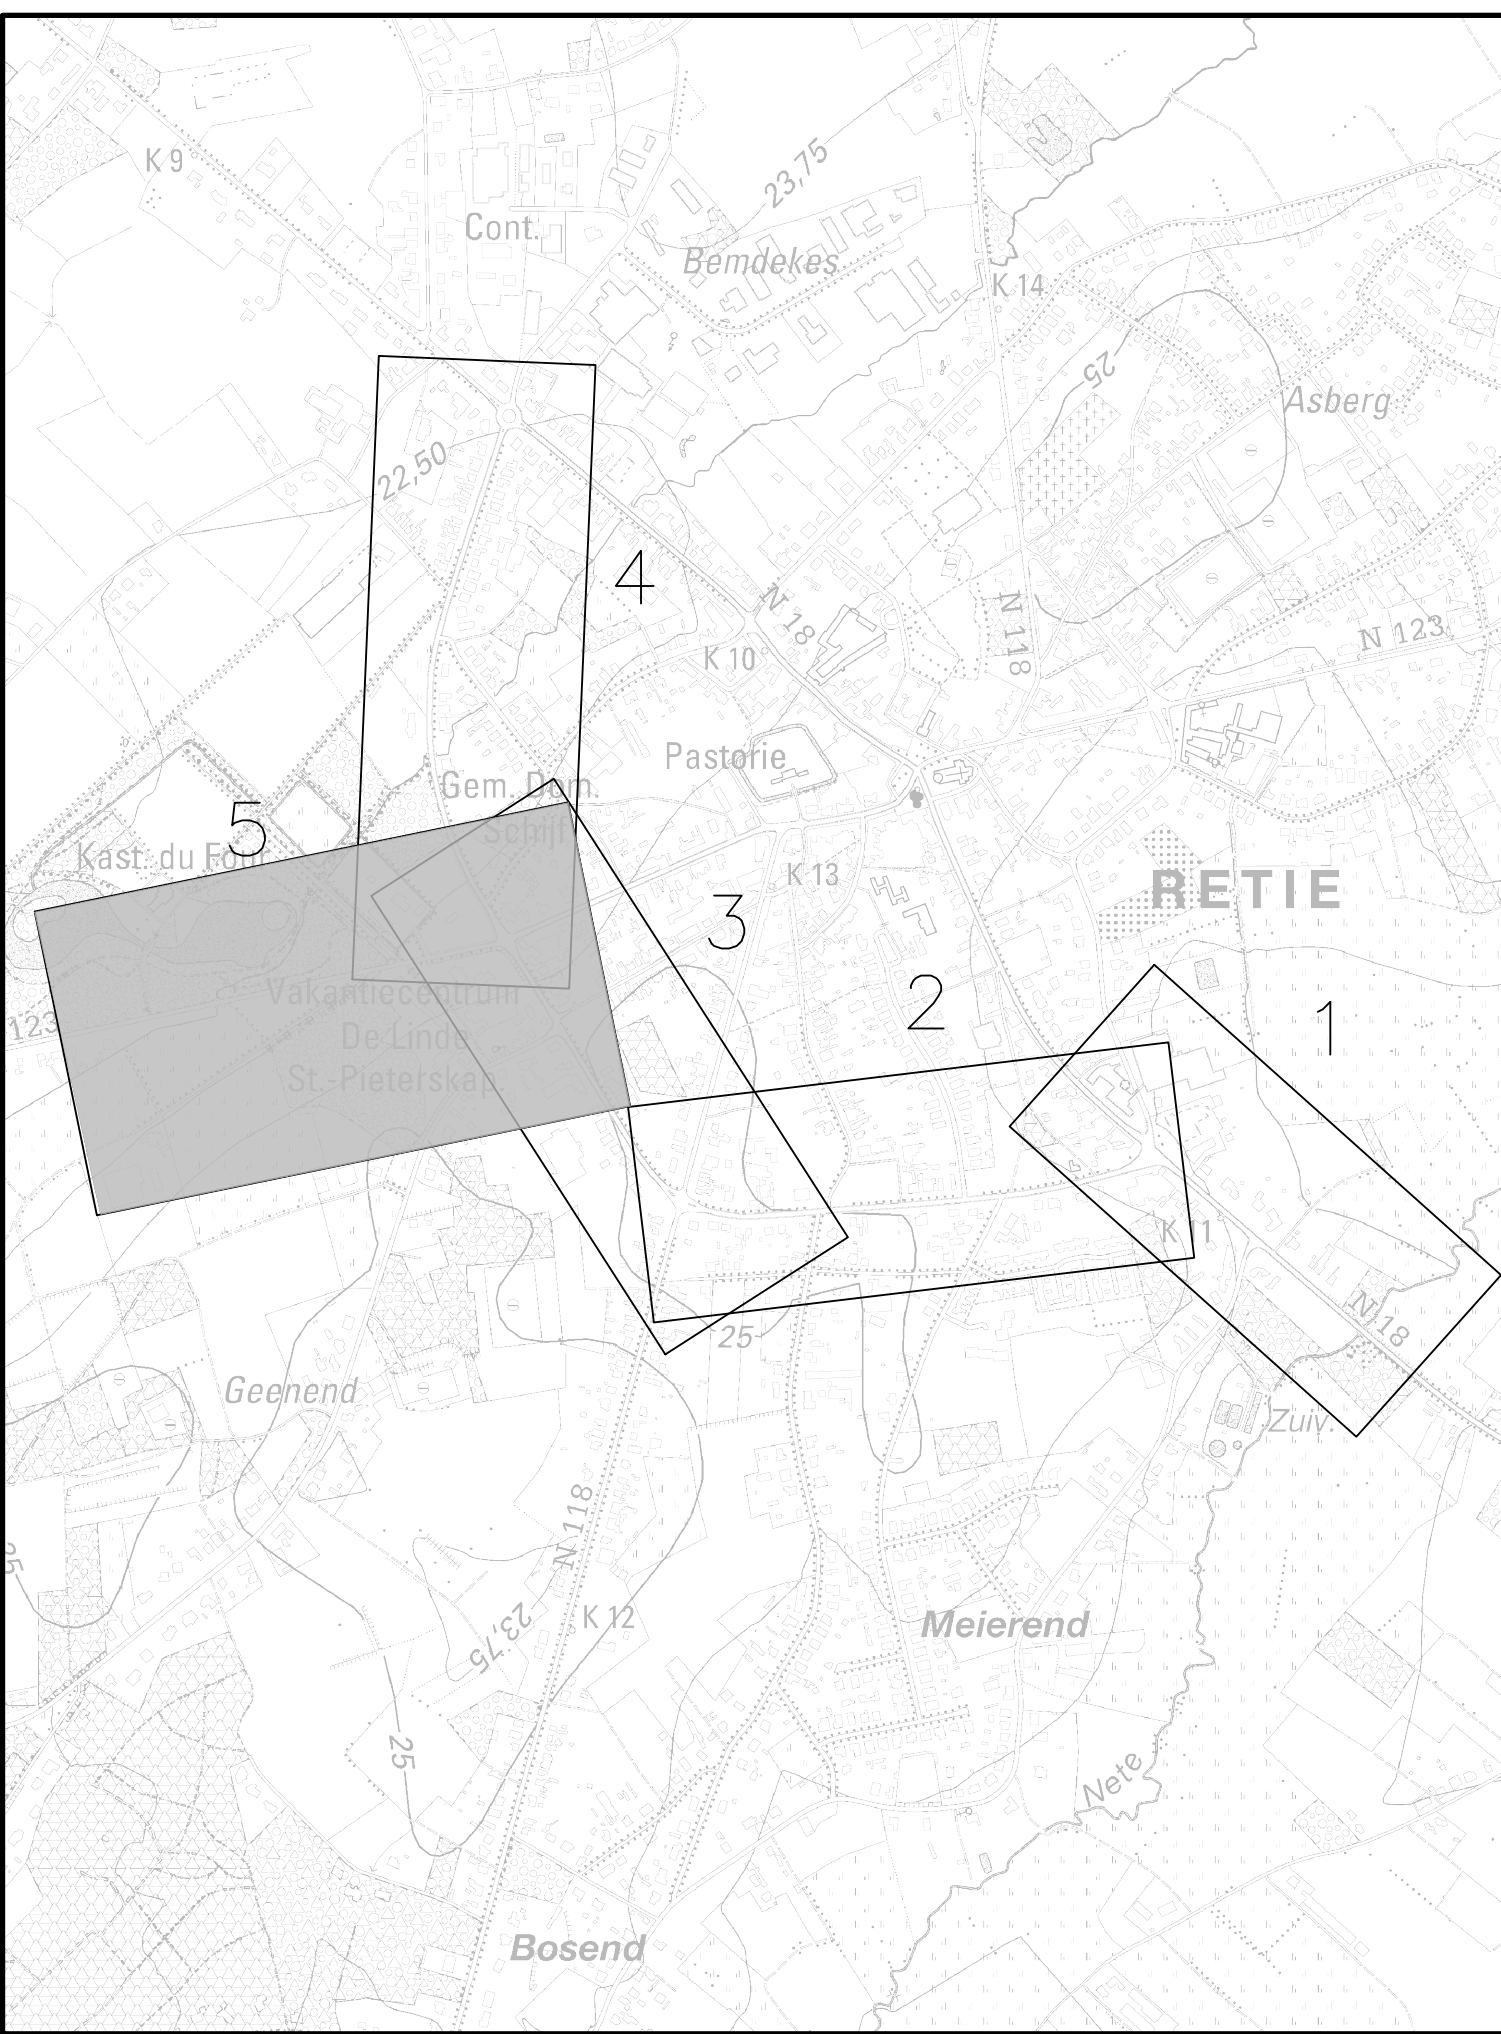 K 9
23,75
Cont.
Bemdekes
K 14
25
Asberg
22,50
4
N 18
N 118
N 123
K 10
Pastorie
Gem. Dom.
Schijf
5
Kast. du Four
K 13
RETIE
3
2
1
Vakantiecentrum
123
De Linde
St.-Pieterskap.
K 11
N 18
25
Geenend
Zuiv.
N 118
25
K 12
23,75
Meierend
25
Nete
Bosend